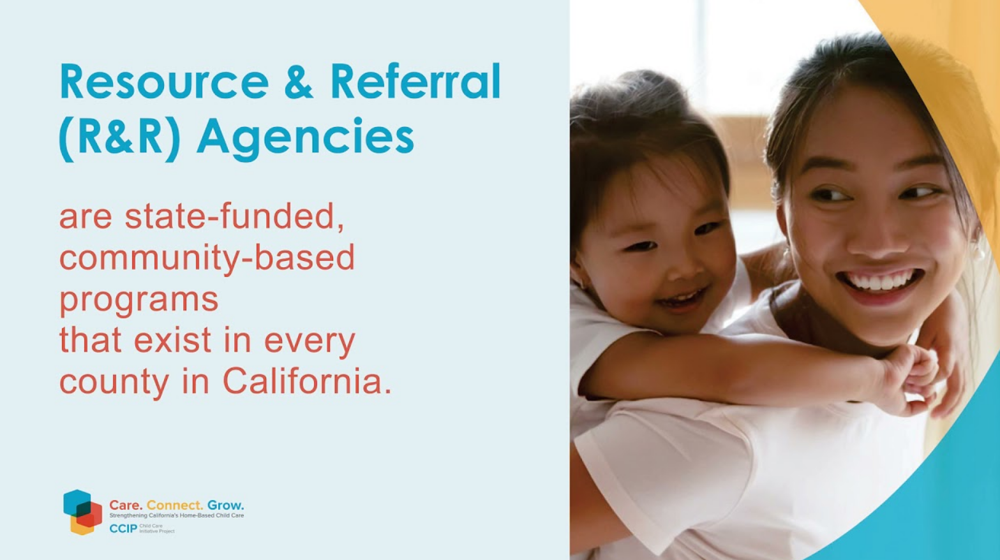 Resource & Referral
(R&R) Agencies
are state-funded,
community-based
programs
that exist in every
county in California.
Care. Connect. Grow.
Strengthening California's Home-Based Child Care
CCIP Child Care
Initiative Project